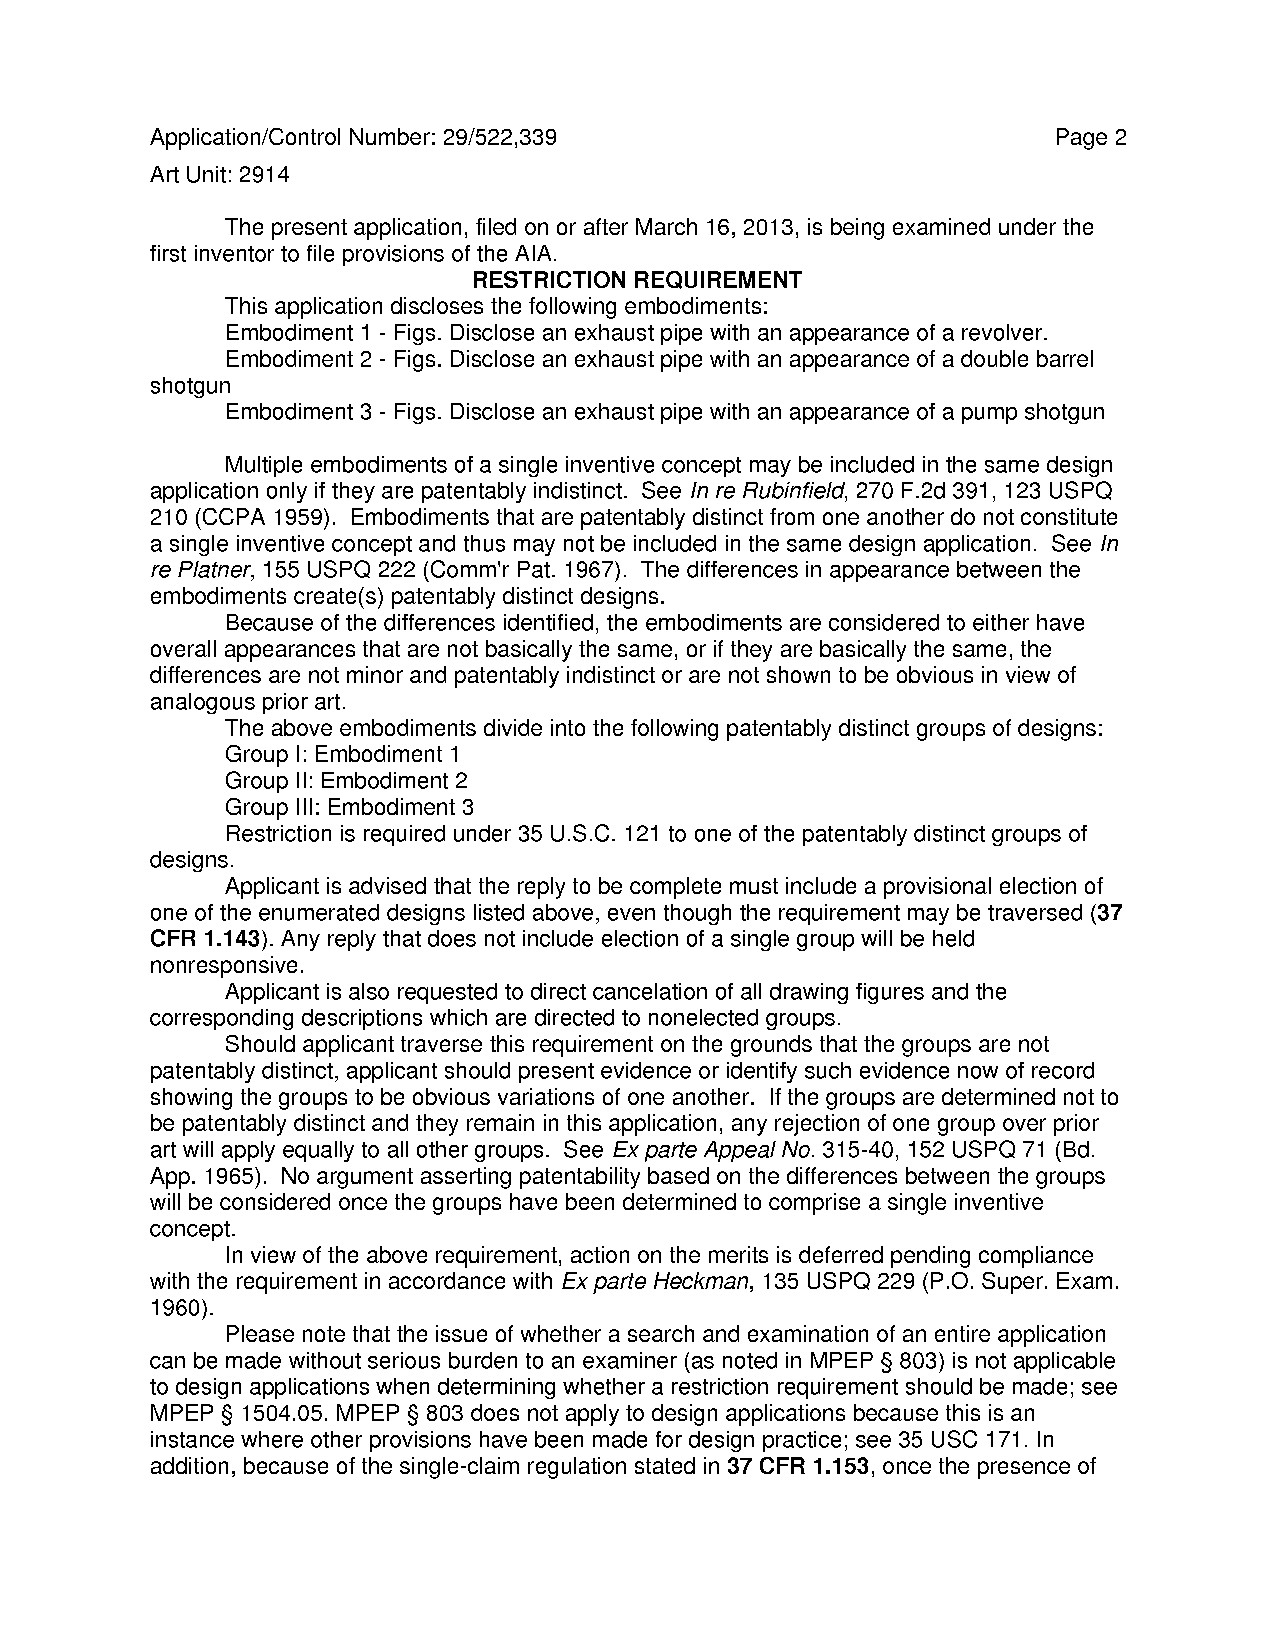 Application/Control Number: 29/522,339 Page 2
Art Unit: 2914
The present application, filed on or after March 16, 2013, is being examined under the
first inventor to file provisions of the AIA.
RESTRICTION REQUIREMENT
This application discloses the following embodiments:
Embodiment 1 - Figs. Disclose an exhaust pipe with an appearance of a revolver.
Embodiment 2 - Figs. Disclose an exhaust pipe with an appearance of a double barrel
shotgun
Embodiment 3 - Figs. Disclose an exhaust pipe with an appearance of a pump shotgun
Multiple embodiments of a single inventive concept may be included in the same design
application only if they are patentably indistinct. See In re Rubinfield, 270 F.2d 391, 123 USPQ
210 (CCPA 1959). Embodiments that are patentably distinct from one another do not constitute
a single inventive concept and thus may not be included in the same design application. See In
re Platner, 155 USPQ 222 (Comm'r Pat. 1967). The differences in appearance between the
embodiments create(s) patentably distinct designs.
Because of the differences identified, the embodiments are considered to either have
overall appearances that are not basically the same, or if they are basically the same, the
differences are not minor and patentably indistinct or are not shown to be obvious in view of
analogous prior art.
The above embodiments divide into the following patentably distinct groups of designs:
Group I: Embodiment 1
Group II: Embodiment 2
Group III: Embodiment 3
Restriction is required under 35 U.S.C. 121 to one of the patentably distinct groups of
designs.
Applicant is advised that the reply to be complete must include a provisional election of
one of the enumerated designs listed above, even though the requirement may be traversed (37
CFR 1.143). Any reply that does not include election of a single group will be held
nonresponsive.
Applicant is also requested to direct cancelation of all drawing figures and the
corresponding descriptions which are directed to nonelected groups.
Should applicant traverse this requirement on the grounds that the groups are not
patentably distinct, applicant should present evidence or identify such evidence now of record
showing the groups to be obvious variations of one another. If the groups are determined not to
be patentably distinct and they remain in this application, any rejection of one group over prior
art will apply equally to all other groups. See Ex parte Appeal No. 315-40, 152 USPQ 71 (Bd.
App. 1965). No argument asserting patentability based on the differences between the groups
will be considered once the groups have been determined to comprise a single inventive
concept.
In view of the above requirement, action on the merits is deferred pending compliance
with the requirement in accordance with Ex parte Heckman, 135 USPQ 229 (P.O. Super. Exam.
1960).
Please note that the issue of whether a search and examination of an entire application
can be made without serious burden to an examiner (as noted in MPEP § 803) is not applicable
to design applications when determining whether a restriction requirement should be made; see
MPEP § 1504.05. MPEP § 803 does not apply to design applications because this is an
instance where other provisions have been made for design practice; see 35 USC 171. In
addition, because of the single-claim regulation stated in 37 CFR 1.153, once the presence of